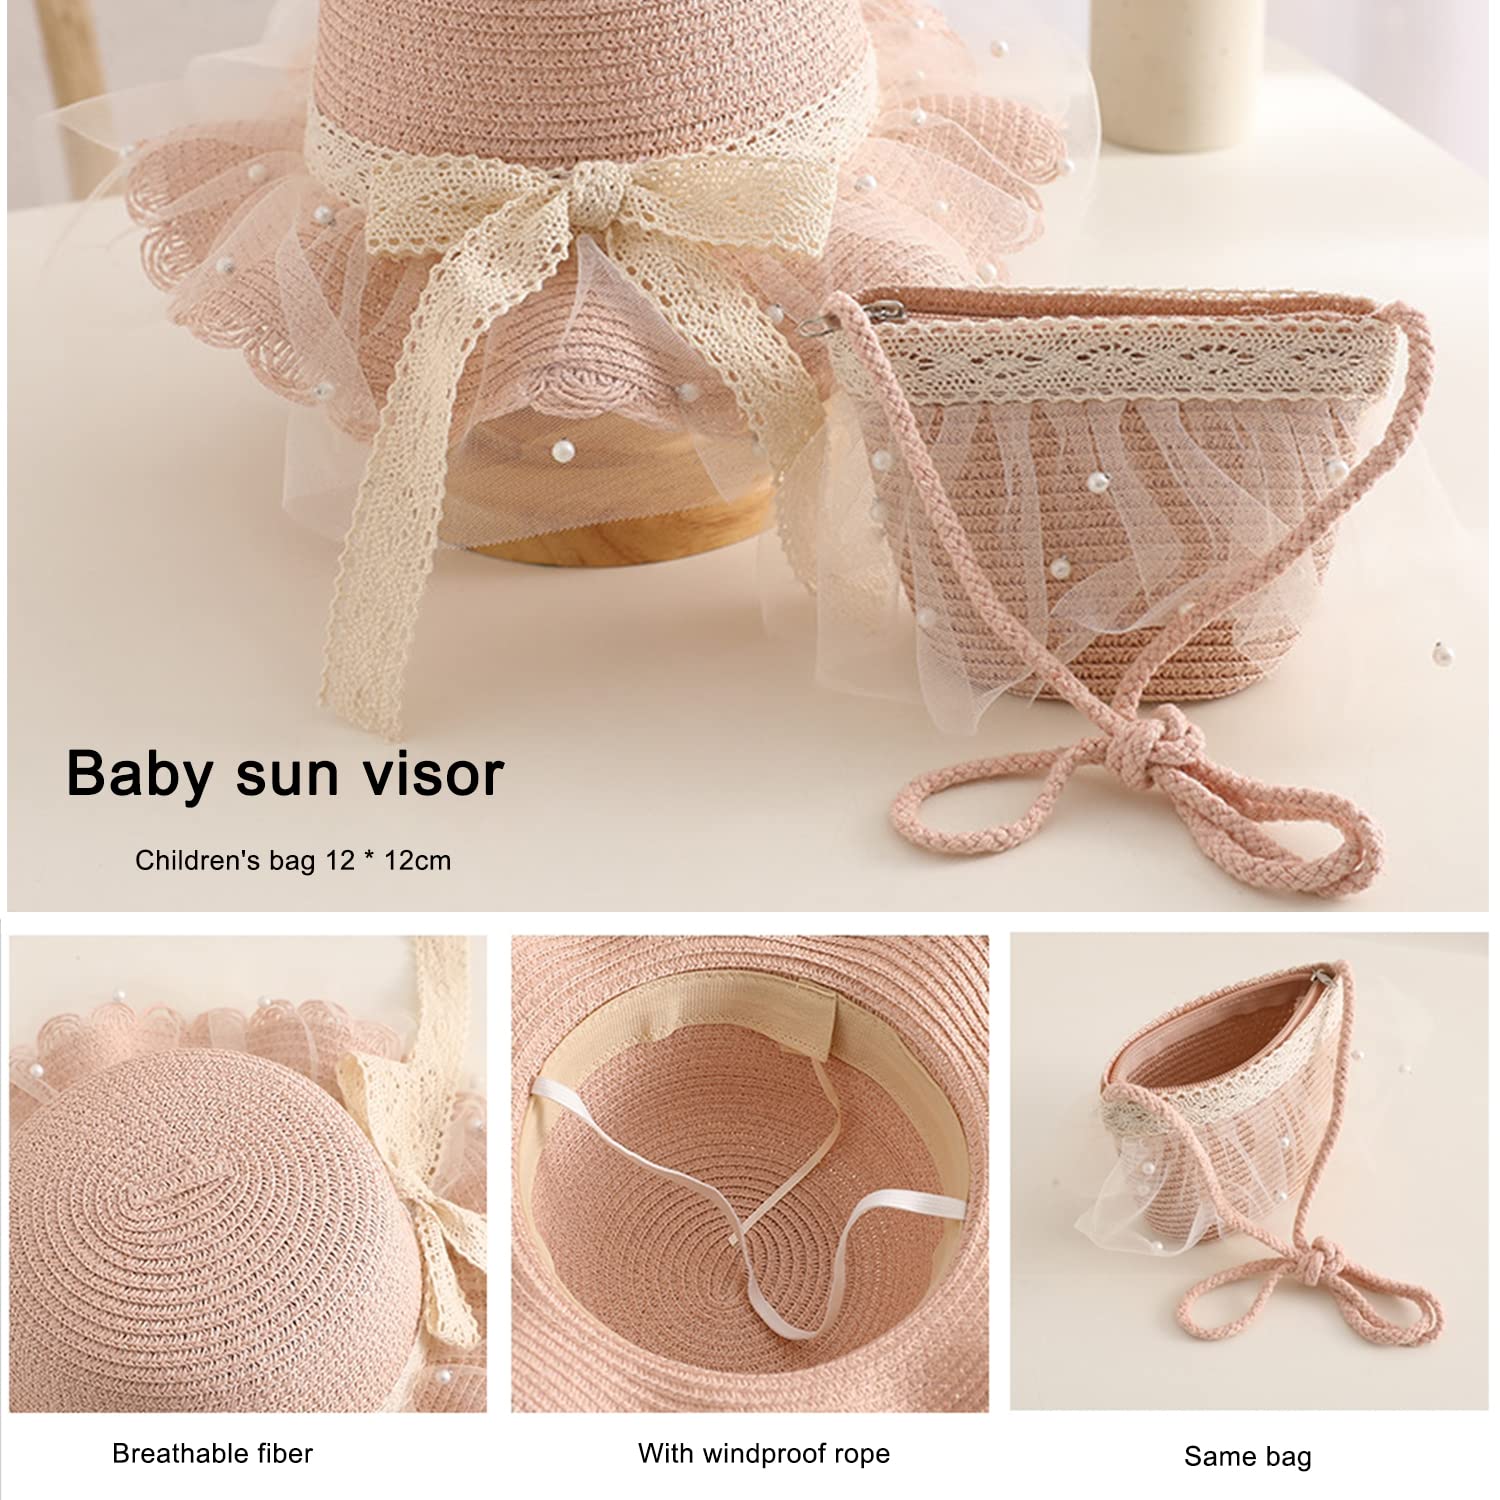 Baby sun visor
Children's bag 12 * 12cm
Breathable fiber
With windproof rope
Same bag